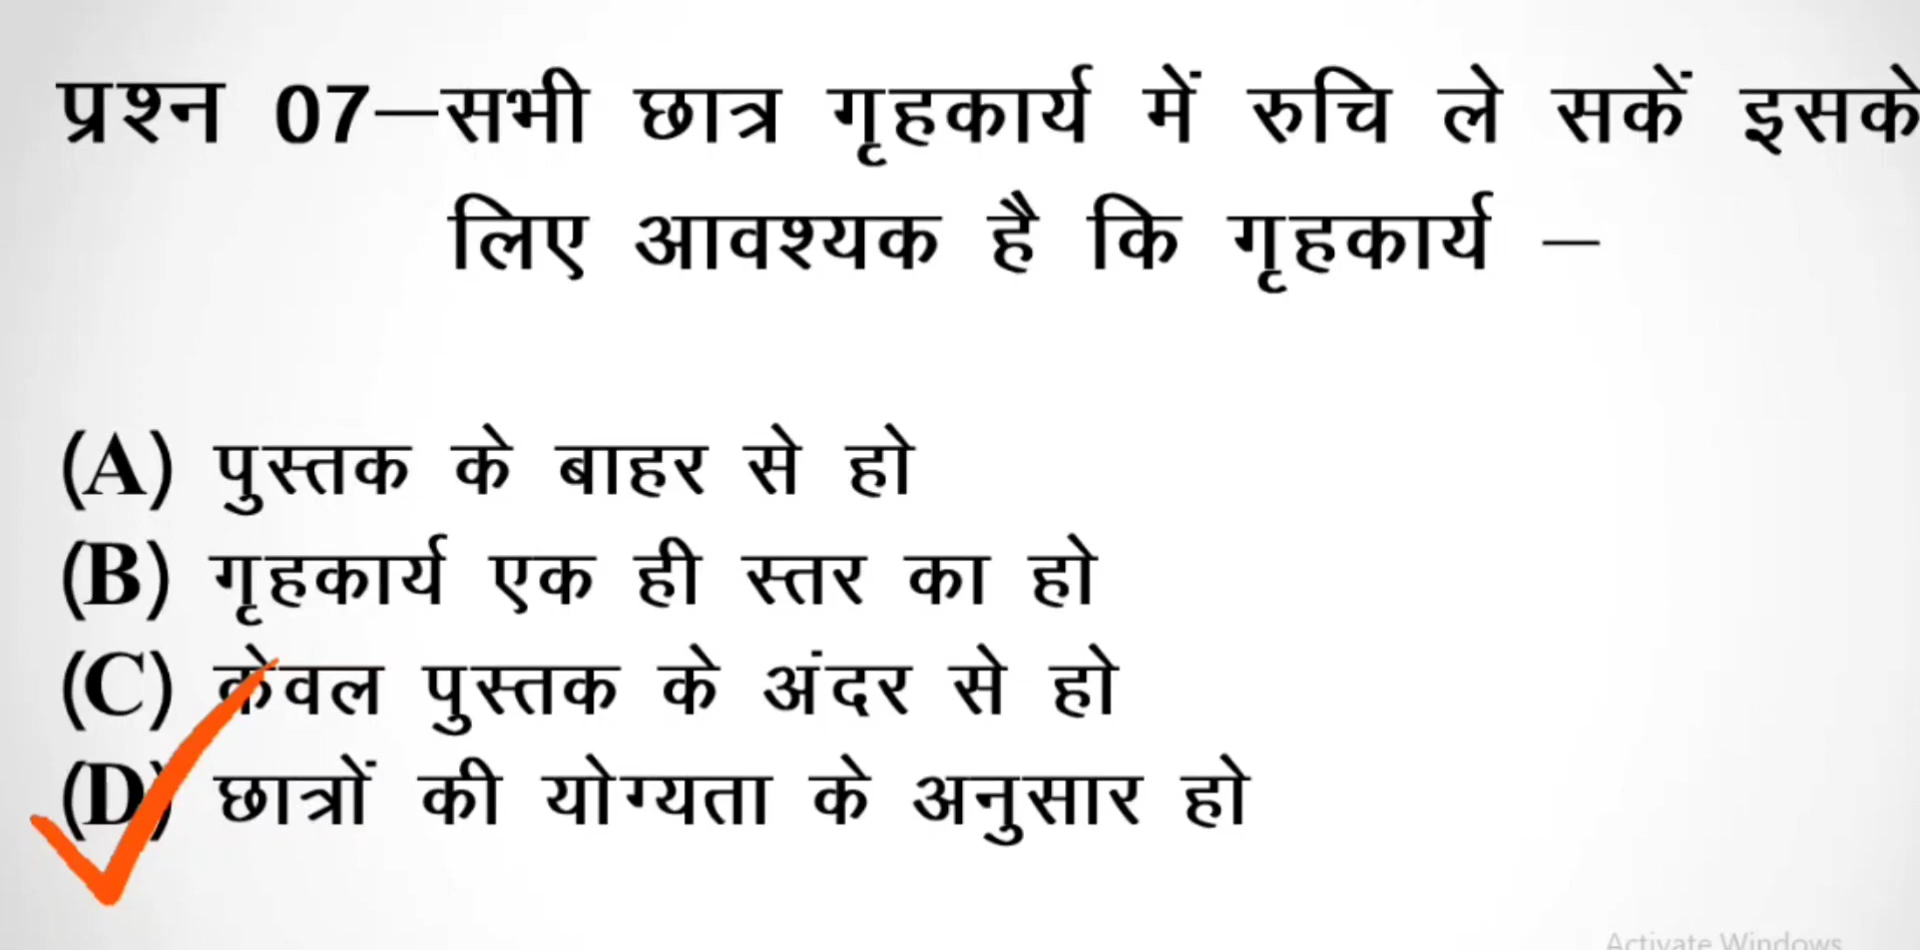 प्रश्न 07–सभी छात्र गृहकार्य में रुचि ले सकें इसके
लिए आवश्यक है कि गृहकार्य –
(A) पुस्तक के बाहर से हो
(B) गृहकार्य एक ही स्तर का हो
(C) केवल पुस्तक के अंदर से हो
(D) छात्रों की योग्यता के अनुसार हो
Activate Windows